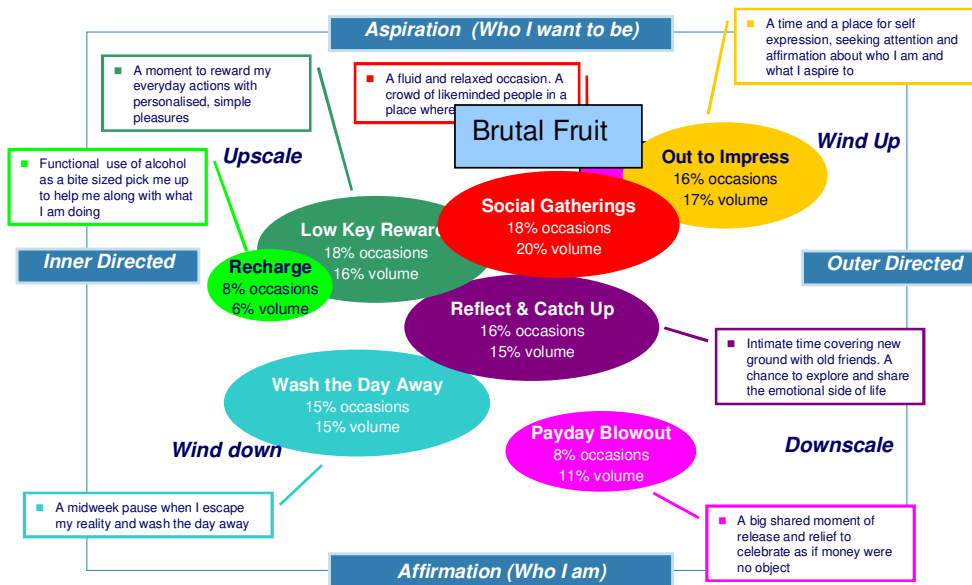 Aspiration  (Who I want to be)
A time and a place for self
expression, seeking attention and
affirmation about who I am and
what I aspire to
A moment to reward my
everyday actions with
personalised, simple
pleasures
A fluid and relaxed occasion. A
crowd of likeminded people in a
place where
Brutal Fruit
Wind Up
Upscale
Functional  use of alcohol
as a bite sized pick me up
to help me along with what
I am doing
Out to Impress
16% occasions
17% volume
Social Gatherings
18% occasions
20% volume
Low Key Reward
18% occasions
16% volume
Inner Directed
Outer Directed
Recharge
8% occasions
6% volume
Reflect & Catch Up
16% occasions
15% volume
Intimate time covering new
ground with old friends. A
chance to explore and share
the emotional side of life
Wash the Day Away
15% occasions
15% volume
Wind down
Payday Blowout
8% occasions
11% volume
Downscale
A midweek pause when I escape
my reality and wash the day away
A big shared moment of
release and relief to
celebrate as if money were
no object
Affirmation (Who I am)